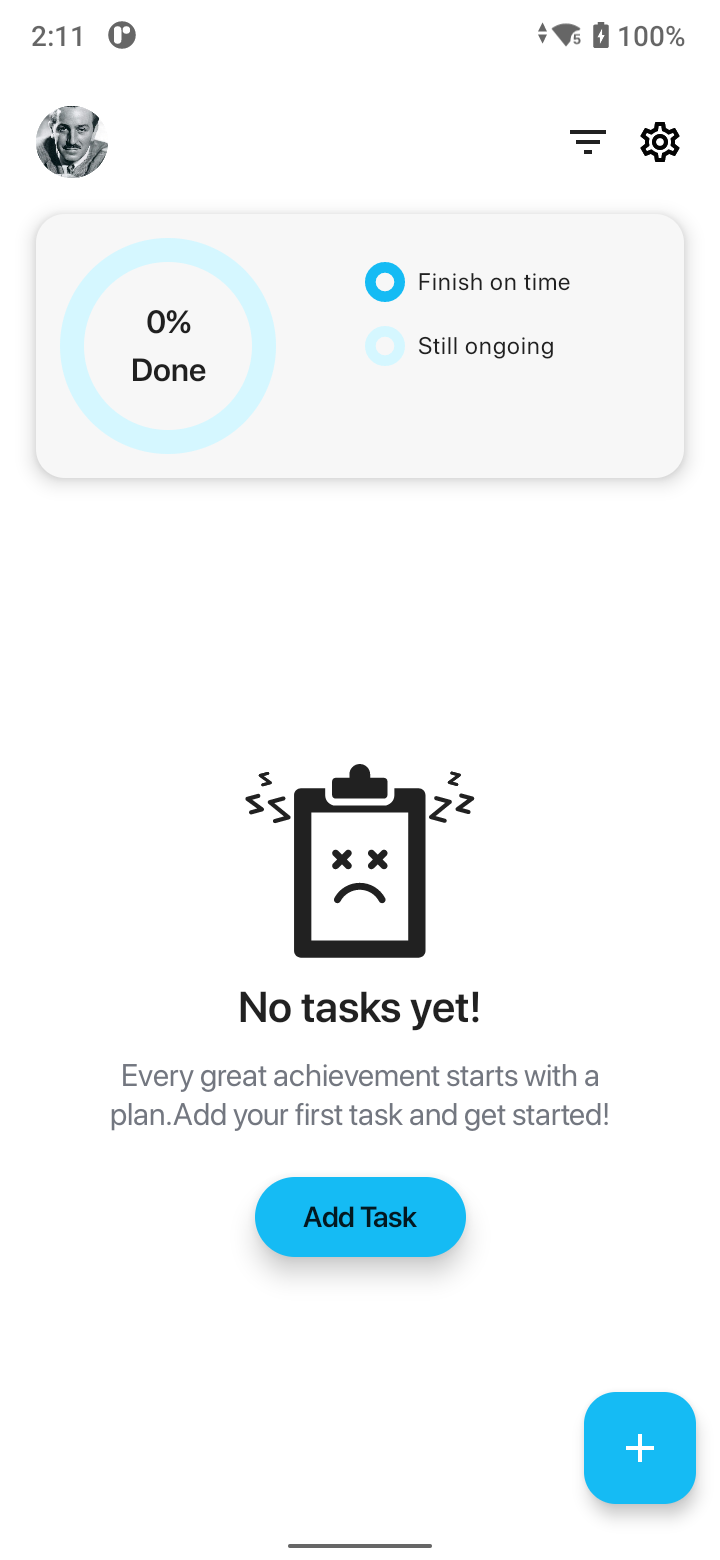 2:11
5
100%
0%
Done
Finish on time
Still ongoing
No tasks yet!
Every great achievement starts with a
plan.Add your first task and get started!
Add Task